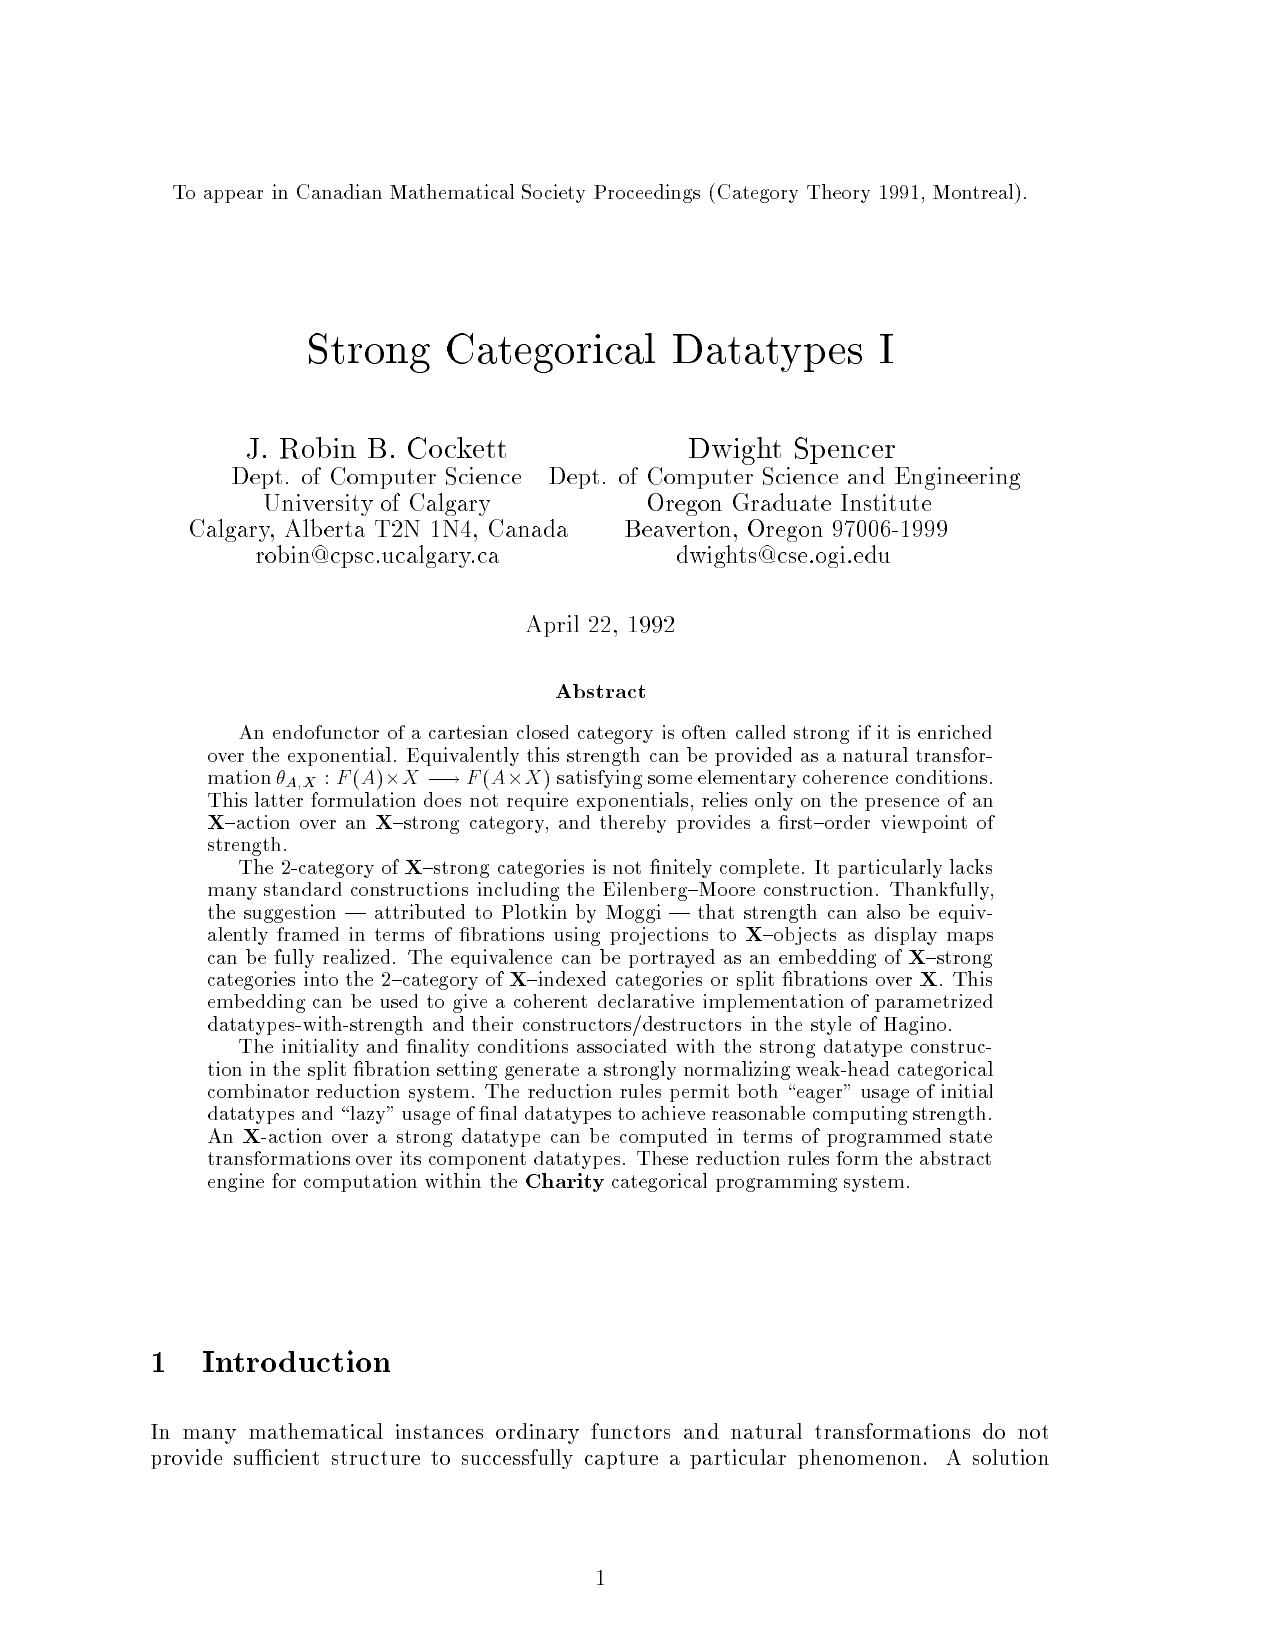 To appear in Canadian Mathematical Society Proceedings (Category Theory 1991, Montreal).
Strong Categorical Datatypes I
J. Robin B. Cockett
Dept. of Computer Science
University of Calgary
Calgary, Alberta T2N 1N4, Canada
robin@cpsc.ucalgary.ca
Dwight Spencer
Dept. of Computer Science and Engineering
Oregon Graduate Institute
Beaverton, Oregon 97006-1999
dwights@cse.ogi.edu
April 22, 1992
Abstract
An endofunctor of a cartesian closed category is often called strong if it is enriched
over the exponential. Equivalently this strength can be provided as a natural transfor-
mation θ_{A,X} : F(A)×X ⟶ F(A×X) satisfying some elementary coherence conditions.
This latter formulation does not require exponentials, relies only on the presence of an
X–action over an X–strong category, and thereby provides a first–order viewpoint of
strength.
The 2-category of X–strong categories is not finitely complete. It particularly lacks
many standard constructions including the Eilenberg–Moore construction. Thankfully,
the suggestion — attributed to Plotkin by Moggi — that strength can also be equiv-
alently framed in terms of fibrations using projections to X–objects as display maps
can be fully realized. The equivalence can be portrayed as an embedding of X–strong
categories into the 2–category of X–indexed categories or split fibrations over X. This
embedding can be used to give a coherent declarative implementation of parametrized
datatypes-with-strength and their constructors/destructors in the style of Hagino.
The initiality and finality conditions associated with the strong datatype construc-
tion in the split fibration setting generate a strongly normalizing weak-head categorical
combinator reduction system. The reduction rules permit both “eager” usage of initial
datatypes and “lazy” usage of final datatypes to achieve reasonable computing strength.
An X-action over a strong datatype can be computed in terms of programmed state
transformations over its component datatypes. These reduction rules form the abstract
engine for computation within the Charity categorical programming system.
1 Introduction
In many mathematical instances ordinary functors and natural transformations do not
provide sufficient structure to successfully capture a particular phenomenon. A solution
1